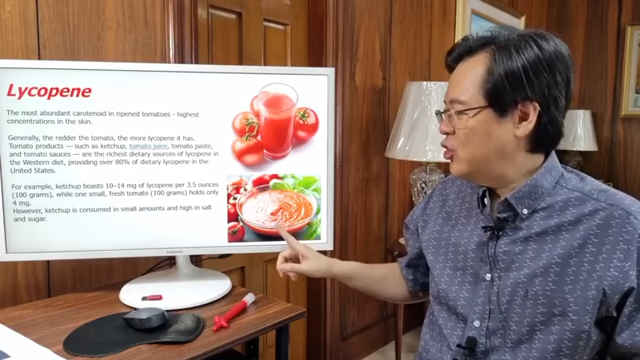 Lycopene
The most abundant carotenoid in ripened tomatoes - highest
concentrations in the skin.
Generally, the redder the tomato, the more lycopene it has.
Tomato products — such as ketchup, tomato juice, tomato paste,
and tomato sauces — are the richest dietary sources of lycopene in
the Western diet, providing over 80% of dietary lycopene in the
United States.
For example, ketchup boasts 10–14 mg of lycopene per 3.5 ounces
(100 grams), while one small, fresh tomato (100 grams) holds only
4 mg.
However, ketchup is consumed in small amounts and high in salt
and sugar.
SAMSUNG